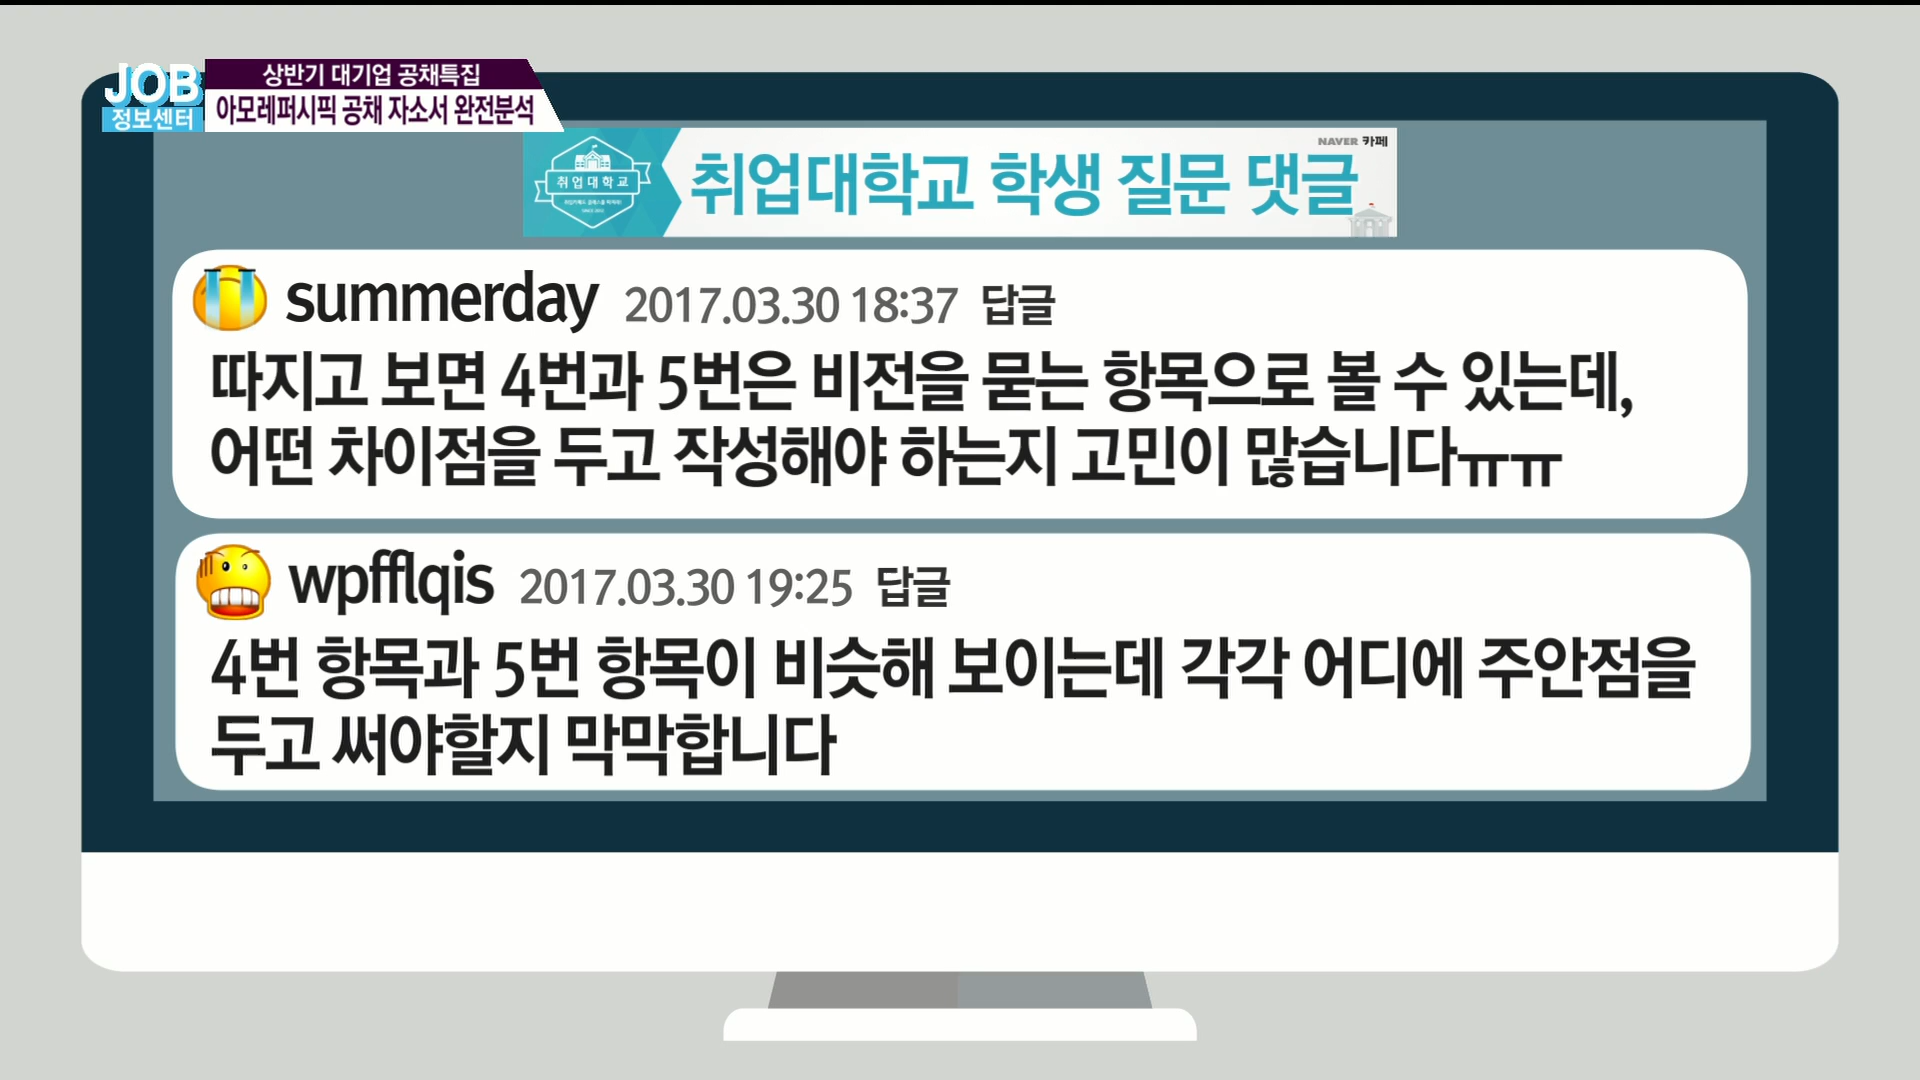 JOB
정보센터
상반기 대기업 공채특집
아모레퍼시픽 공채 자소서 완전분석
NAVER 카페
취업대학교
SINCE 2012
취업대학교 학생 질문 댓글
summerday 2017.03.30 18:37 답글
따지고 보면 4번과 5번은 비전을 묻는 항목으로 볼 수 있는데,
어떤 차이점을 두고 작성해야 하는지 고민이 많습니다ㅠㅠ
wpfflqis 2017.03.30 19:25 답글
4번 항목과 5번 항목이 비슷해 보이는데 각각 어디에 주안점을
두고 써야할지 막막합니다